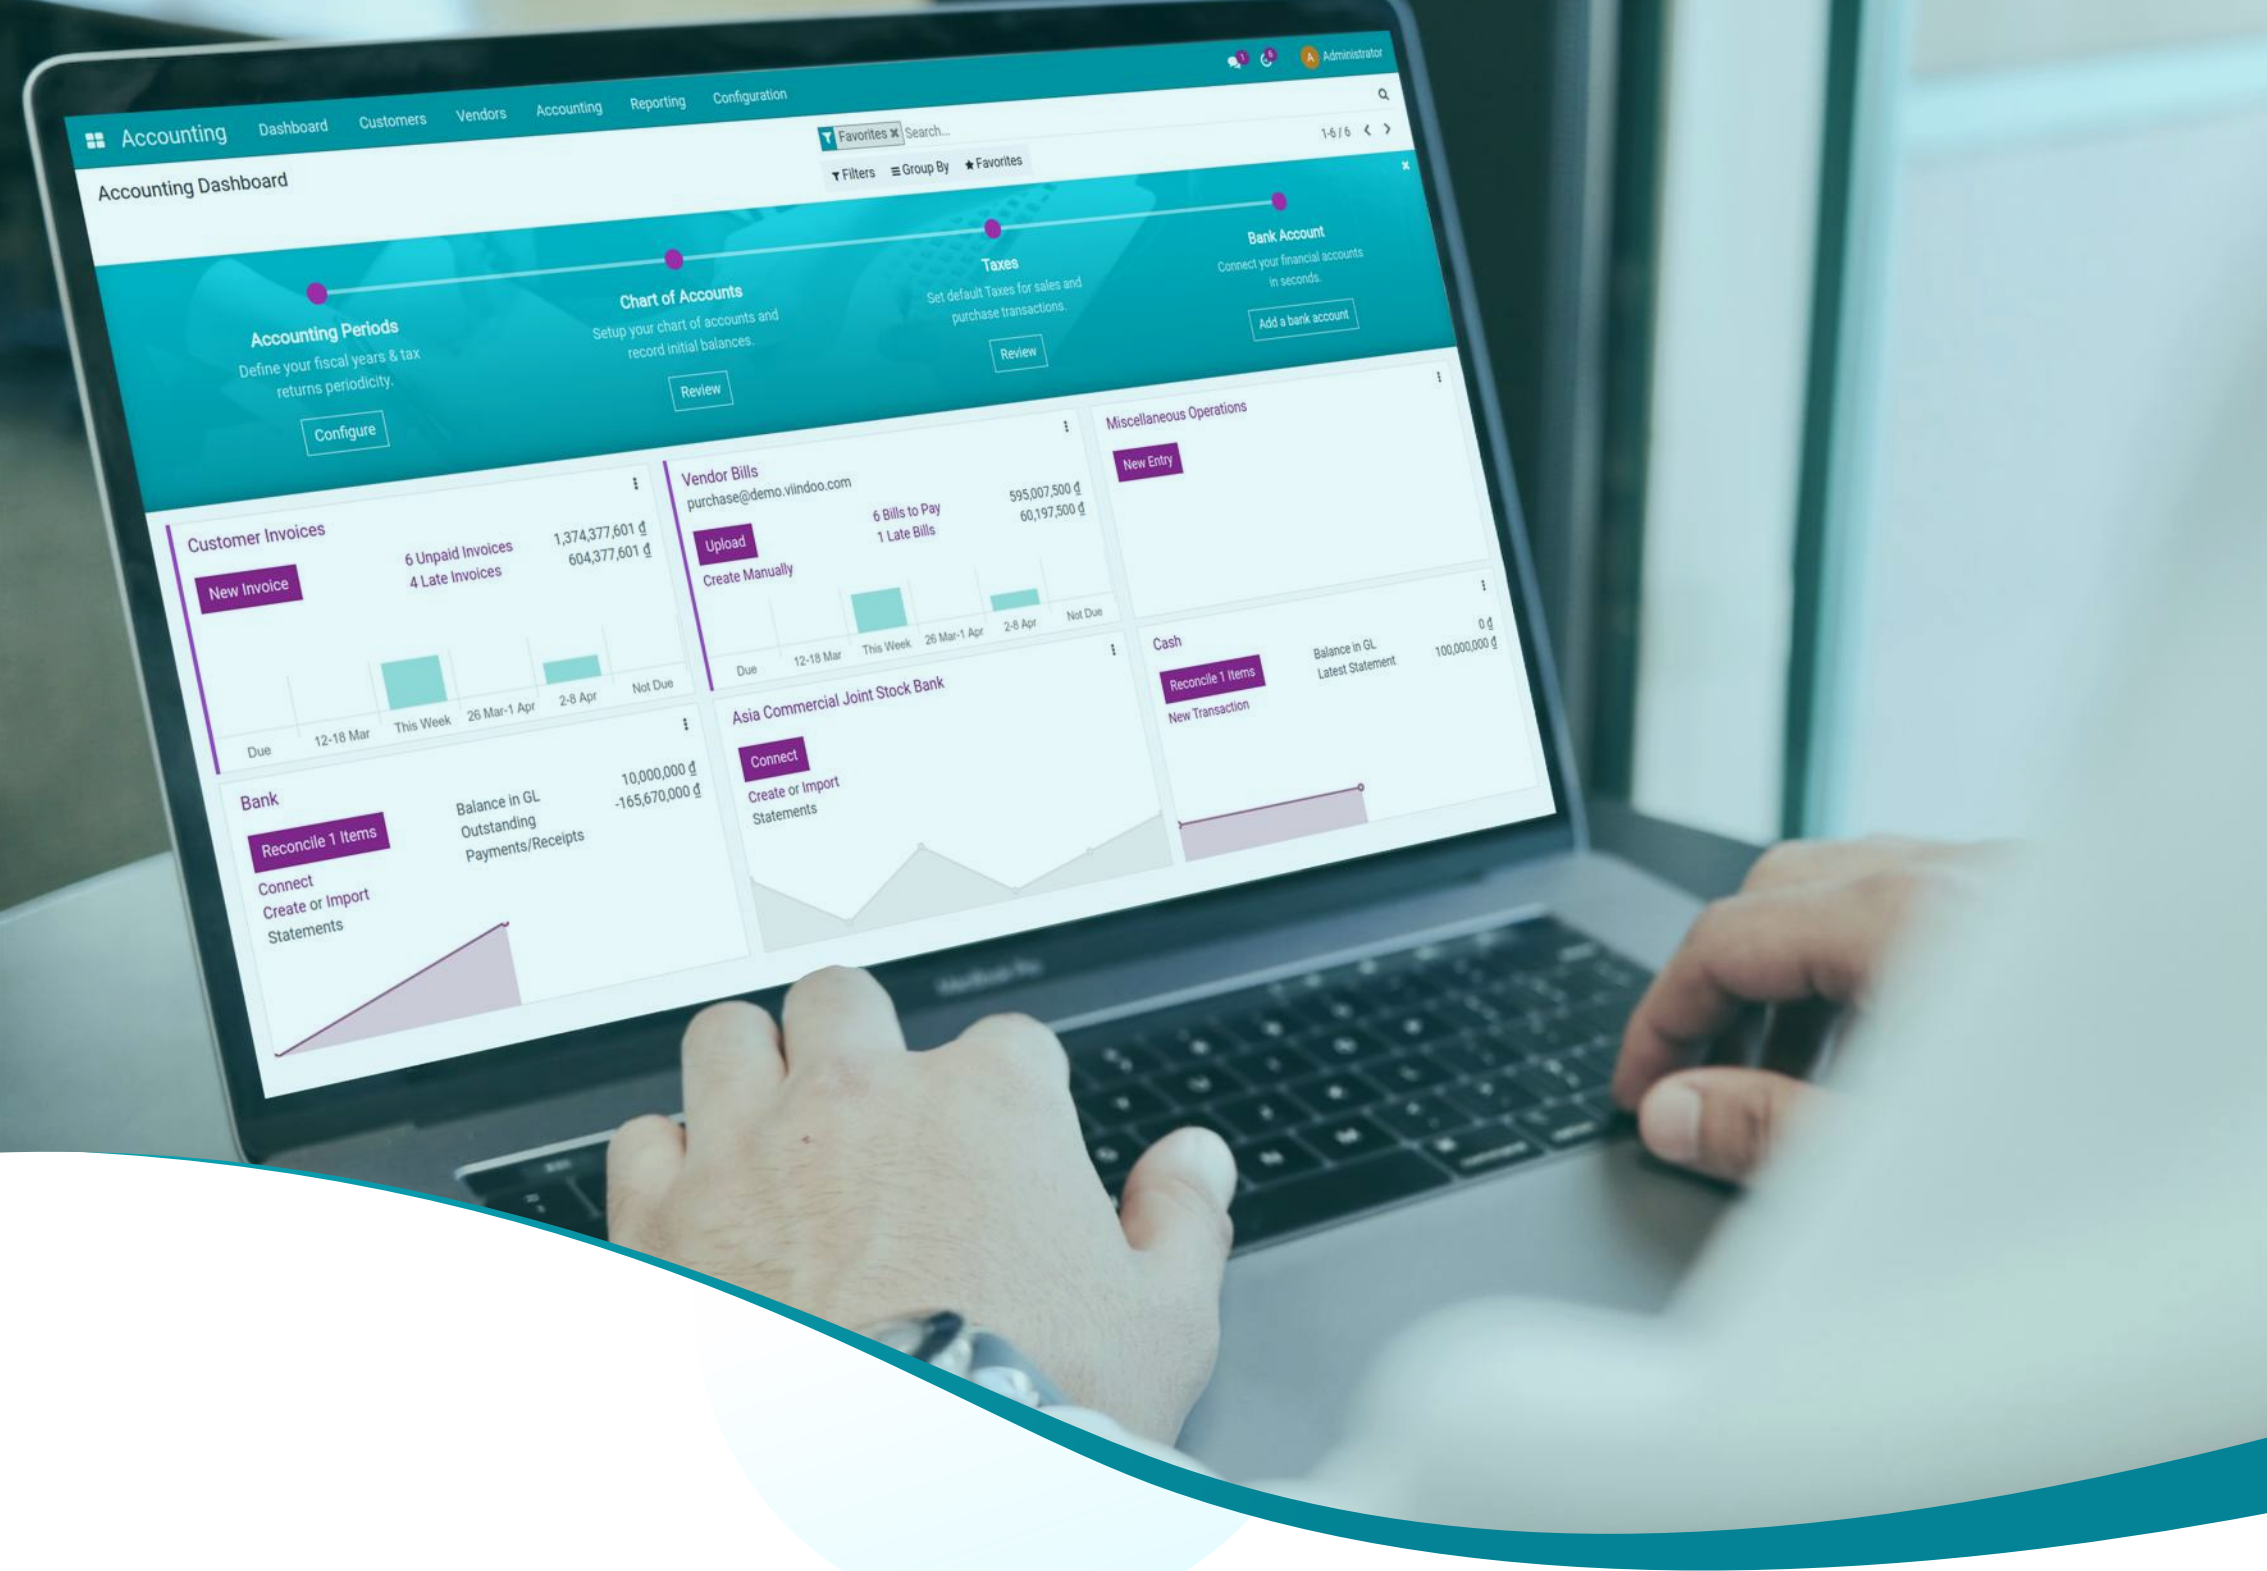 Accounting Dashboard Customers Vendors Accounting Reporting Configuration 1 6 A Administrator
Accounting Dashboard
Favorites Search...
Filters Group By Favorites
1-6 / 6
Accounting Periods
Define your fiscal years & tax
returns periodicity.
Configure
Chart of Accounts
Setup your chart of accounts and
record initial balances.
Review
Taxes
Set default Taxes for sales and
purchase transactions.
Review
Bank Account
Connect your financial accounts
in seconds.
Add a bank account
Customer Invoices
New Invoice
6 Unpaid Invoices 1,374,377,601 ₫
4 Late Invoices 604,377,601 ₫
Due 12-18 Mar This Week 26 Mar-1 Apr 2-8 Apr Not Due
Vendor Bills
purchase@demo.viindoo.com
Upload
Create Manually
6 Bills to Pay 595,007,500 ₫
1 Late Bills 60,197,500 ₫
Due 12-18 Mar This Week 26 Mar-1 Apr 2-8 Apr Not Due
Miscellaneous Operations
New Entry
Bank
Reconcile 1 Items
Connect
Create or Import
Statements
Balance in GL 10,000,000 ₫
Outstanding -165,670,000 ₫
Payments/Receipts
Asia Commercial Joint Stock Bank
Connect
Create or Import
Statements
Cash
Reconcile 1 Items
New Transaction
Balance in GL 0 ₫
Latest Statement 100,000,000 ₫
MacBook Pro
command
option